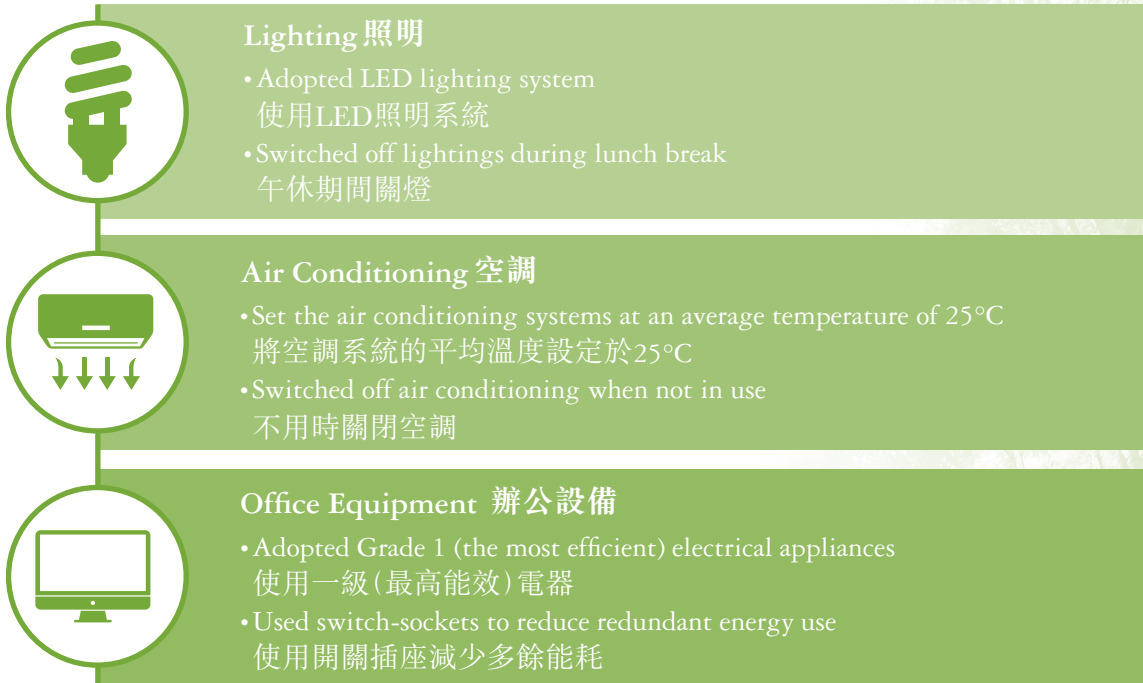 Lighting 照明
• Adopted LED lighting system
使用LED照明系統
• Switched off lightings during lunch break
午休期間關燈
Air Conditioning 空調
• Set the air conditioning systems at an average temperature of 25°C
將空調系統的平均溫度設定於25°C
• Switched off air conditioning when not in use
不用時關閉空調
Office Equipment 辦公設備
• Adopted Grade 1 (the most efficient) electrical appliances
使用一級(最高能效)電器
• Used switch-sockets to reduce redundant energy use
使用開關插座減少多餘能耗